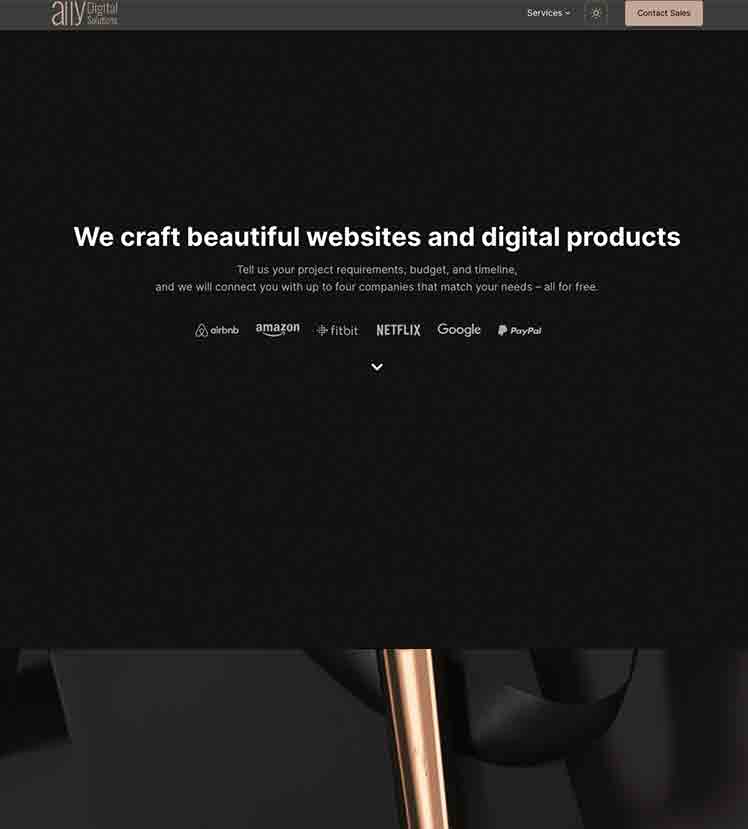 ally Digital
Solutions
Services
Contact Sales
We craft beautiful websites and digital products
Tell us your project requirements, budget, and timeline,
and we will connect you with up to four companies that match your needs – all for free.
airbnb amazon fitbit NETFLIX Google PayPal